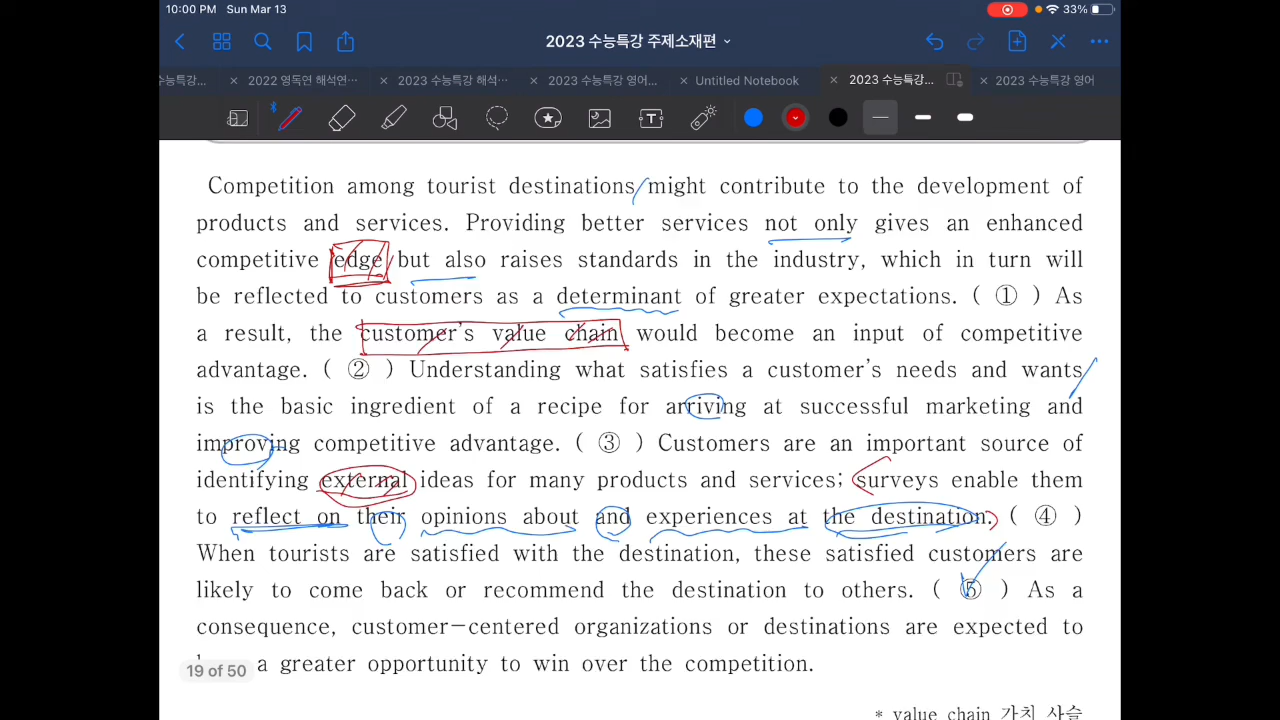 10:00 PM Sun Mar 13
33%
2023 수능특강 주제소재편
수능특강... × 2022 영독연 해석연… × 2023 수능특강 해석… × 2023 수능특강 영어… × Untitled Notebook × 2023 수능특강… × 2023 수능특강 영어
Competition among tourist destinations might contribute to the development of
products and services. Providing better services not only gives an enhanced
competitive edge but also raises standards in the industry, which in turn will
be reflected to customers as a determinant of greater expectations. ( ① ) As
a result, the customer's value chain would become an input of competitive
advantage. ( ② ) Understanding what satisfies a customer's needs and wants
is the basic ingredient of a recipe for arriving at successful marketing and
improving competitive advantage. ( ③ ) Customers are an important source of
identifying external ideas for many products and services; surveys enable them
to reflect on their opinions about and experiences at the destination. ( ④ )
When tourists are satisfied with the destination, these satisfied customers are
likely to come back or recommend the destination to others. ( ⑤ ) As a
consequence, customer-centered organizations or destinations are expected to
a greater opportunity to win over the competition.
19 of 50
* value chain 가치 사슬